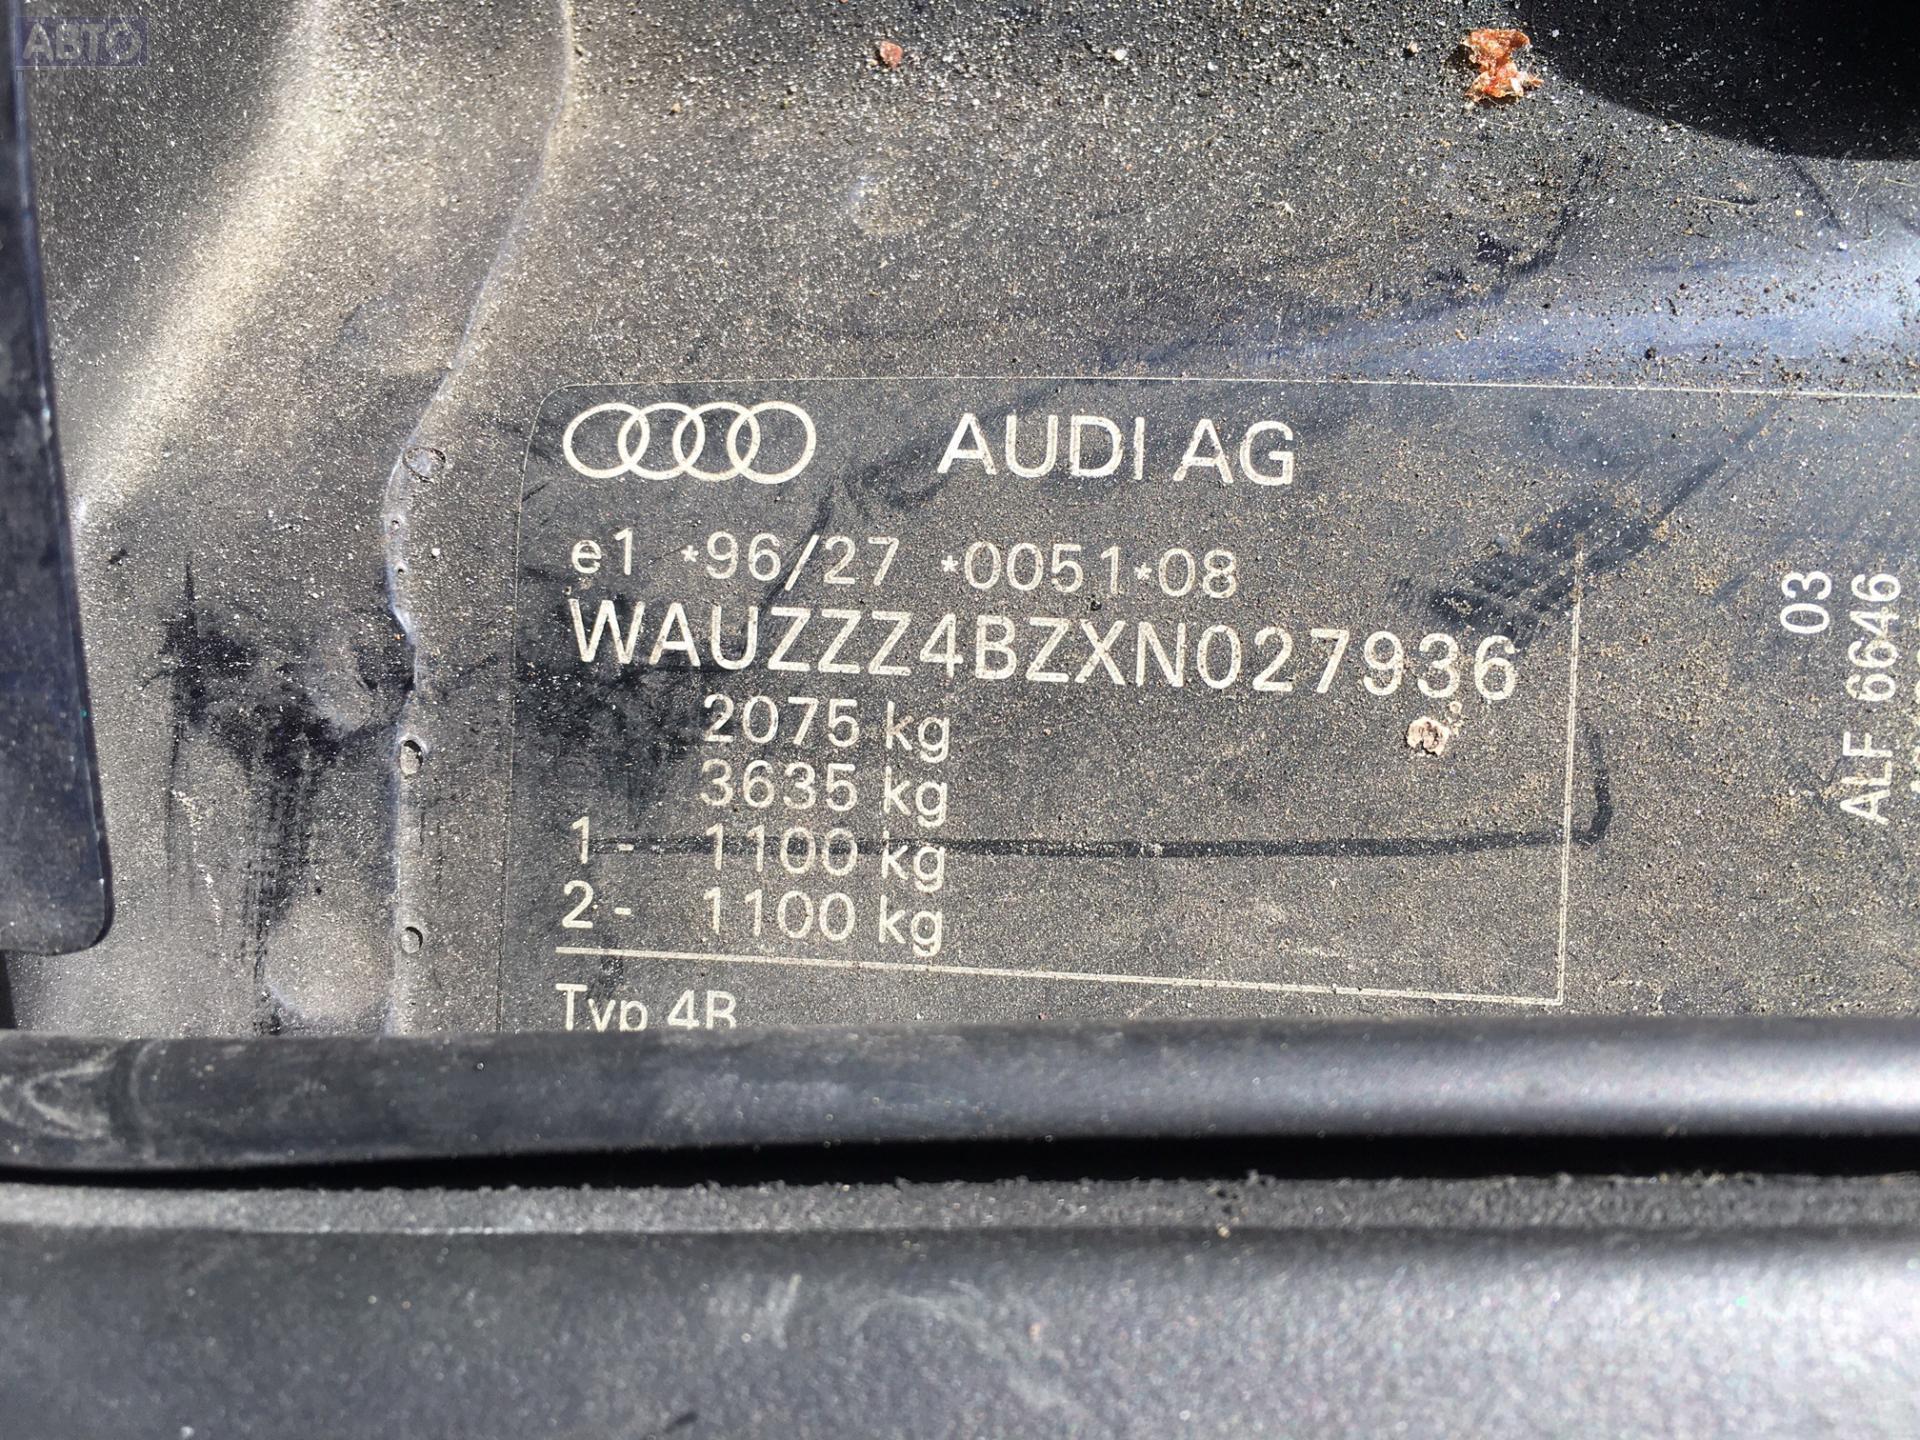 АВТО
AUDI AG
e1 *96/27 *0051*08
WAUZZZ4BZXN027936
2075 kg
3635 kg
1- 1100 kg
2- 1100 kg
Typ 4B
03
ALF 6646